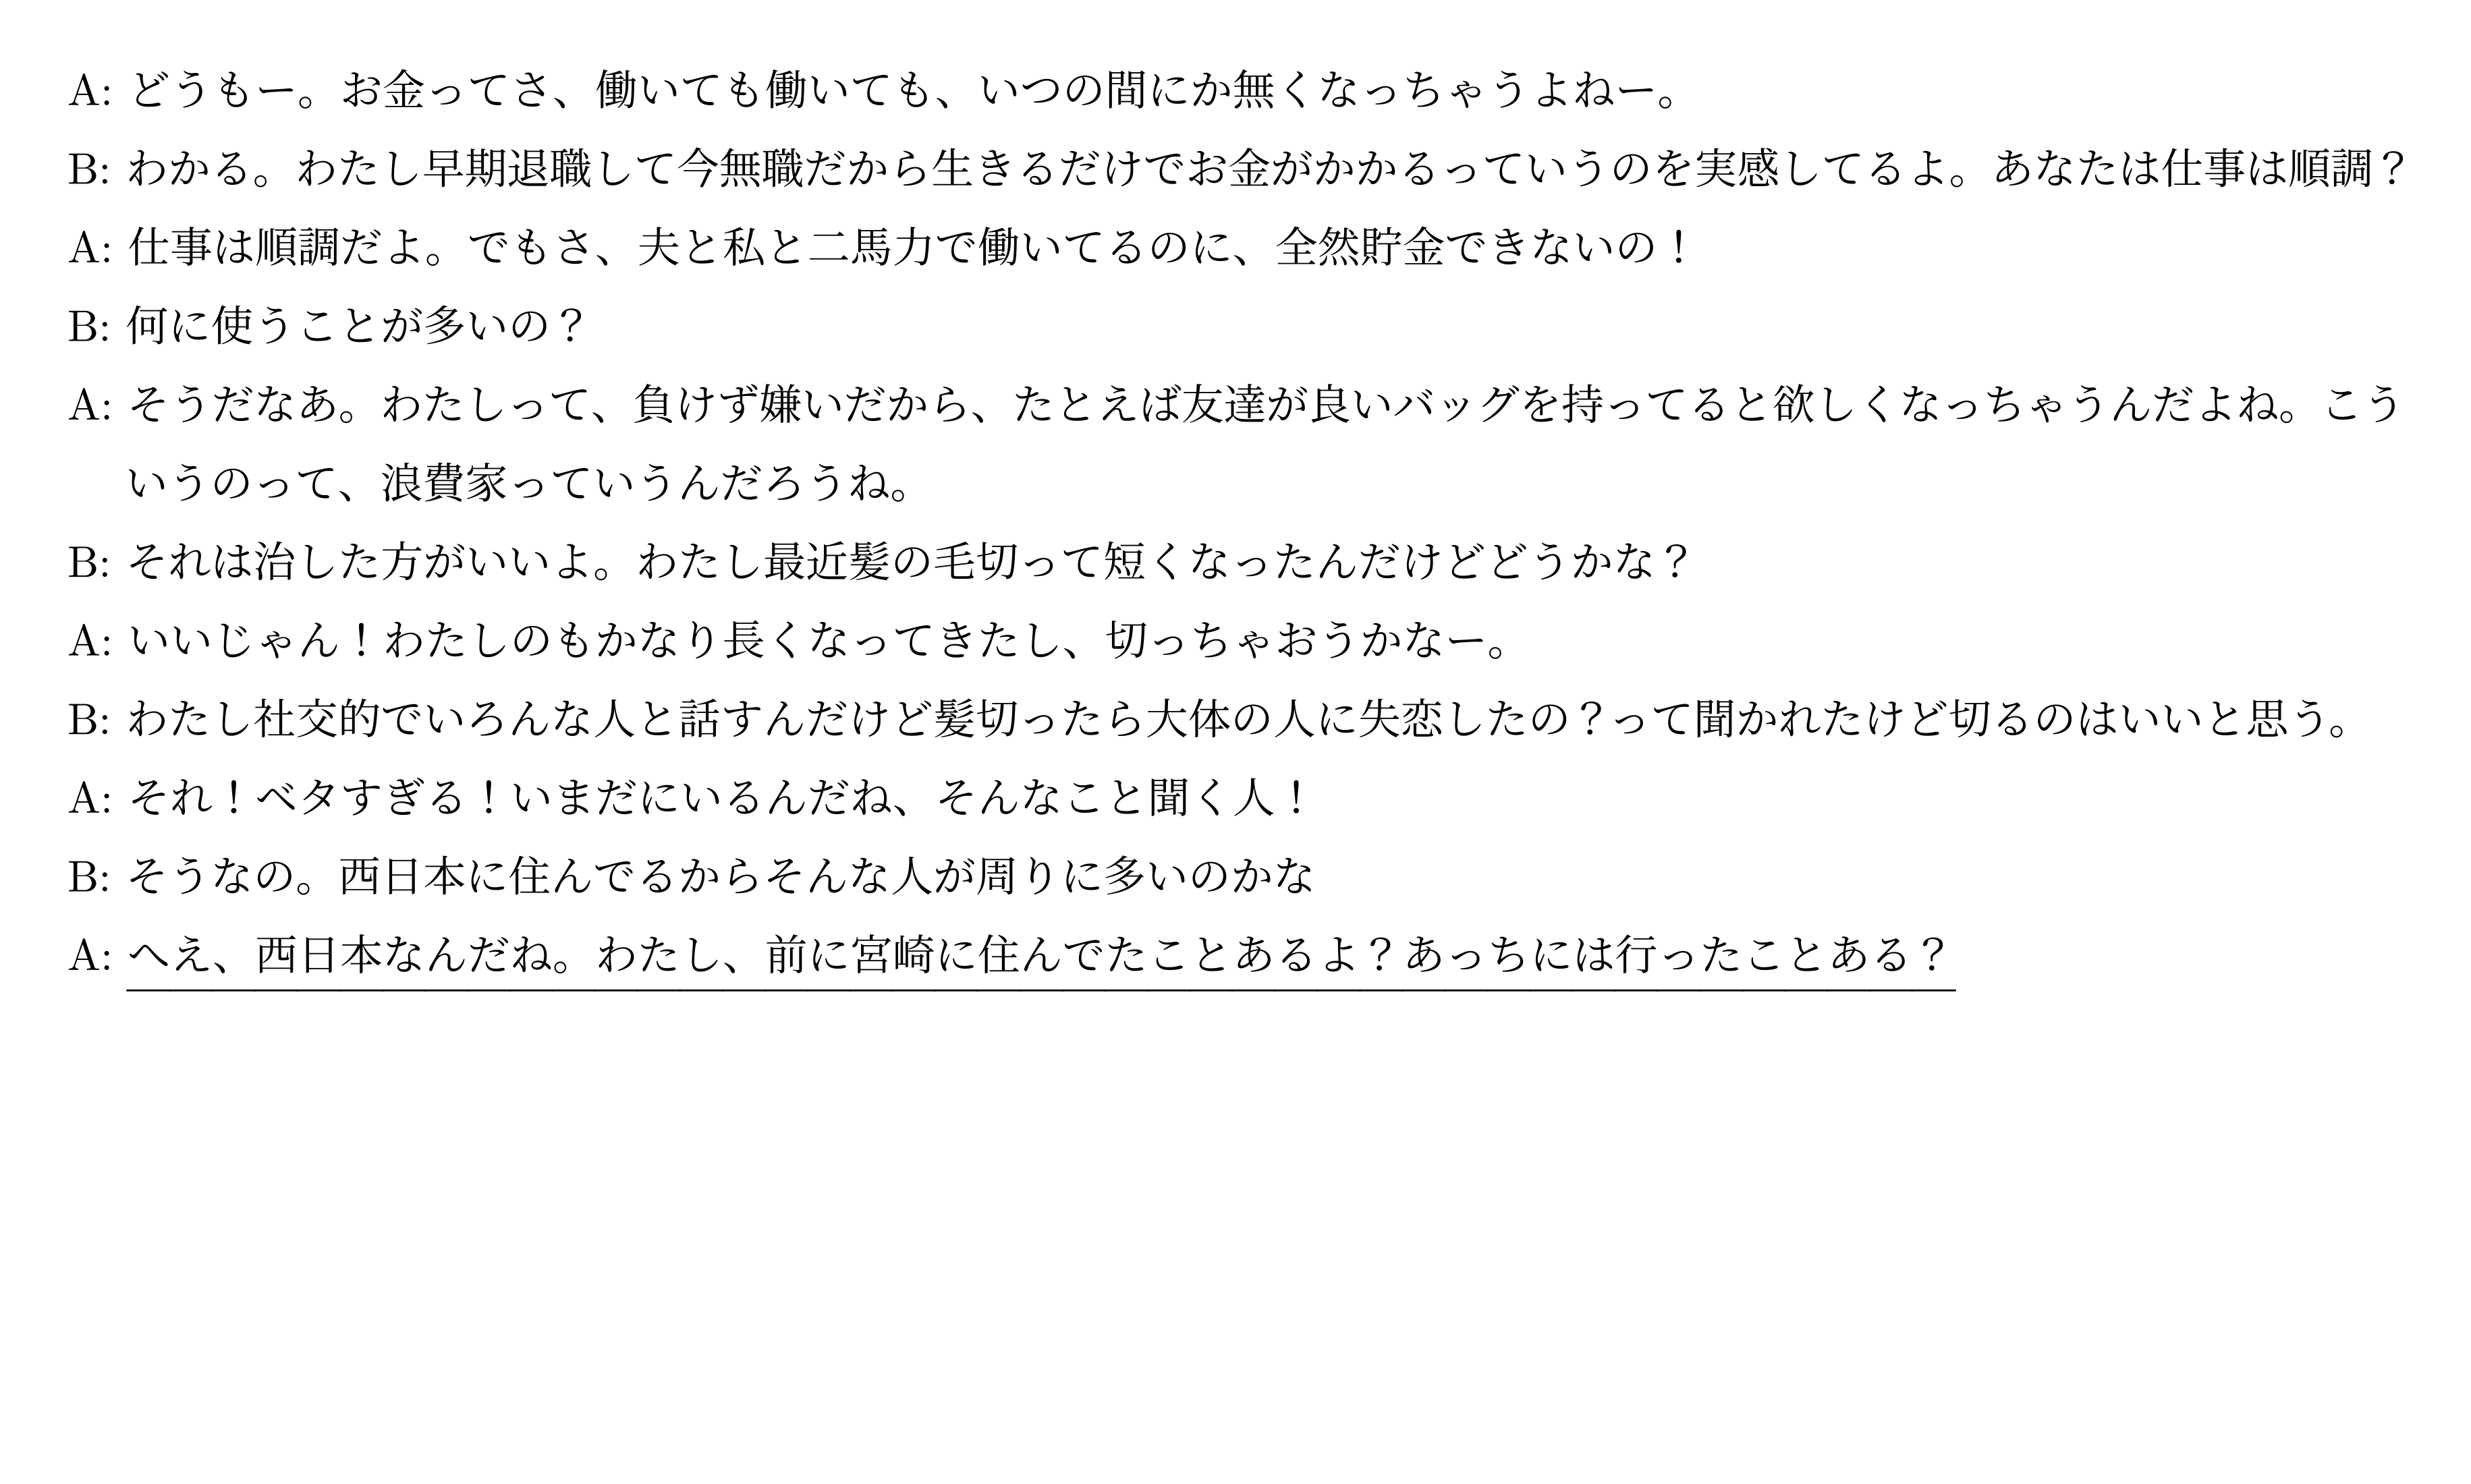 A: どうもー。お金ってさ、働いても働いても、いつの間にか無くなっちゃうよねー。
B: わかる。わたし早期退職して今無職だから生きるだけでお金がかかるっていうのを実感してるよ。あなたは仕事は順調？
A: 仕事は順調だよ。でもさ、夫と私と二馬力で働いてるのに、全然貯金できないの！
B: 何に使うことが多いの？
A: そうだなあ。わたしって、負けず嫌いだから、たとえば友達が良いバッグを持ってると欲しくなっちゃうんだよね。こう
いうのって、浪費家っていうんだろうね。
B: それは治した方がいいよ。わたし最近髪の毛切って短くなったんだけどどうかな？
A: いいじゃん！わたしのもかなり長くなってきたし、切っちゃおうかなー。
B: わたし社交的でいろんな人と話すんだけど髪切ったら大体の人に失恋したの？って聞かれたけど切るのはいいと思う。
A: それ！ベタすぎる！いまだにいるんだね、そんなこと聞く人！
B: そうなの。西日本に住んでるからそんな人が周りに多いのかな
A: へえ、西日本なんだね。わたし、前に宮崎に住んでたことあるよ？あっちには行ったことある？